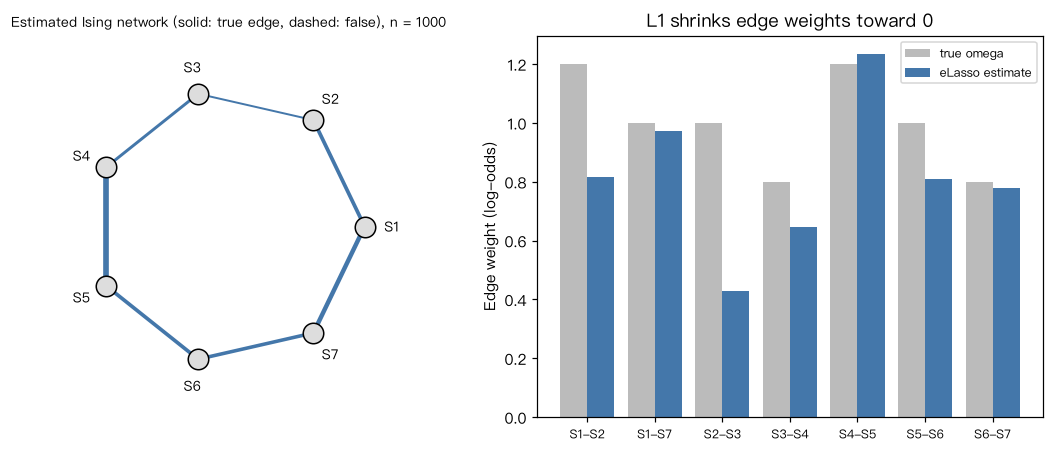 Estimated Ising network (solid: true edge, dashed: false), n = 1000
S3
S2
S4
S1
S5
S7
S6
L1 shrinks edge weights toward 0
true omega
eLasso estimate
Edge weight (log−odds)
1.2
1.0
0.8
0.6
0.4
0.2
0.0
S1−S2
S1−S7
S2−S3
S3−S4
S4−S5
S5−S6
S6−S7